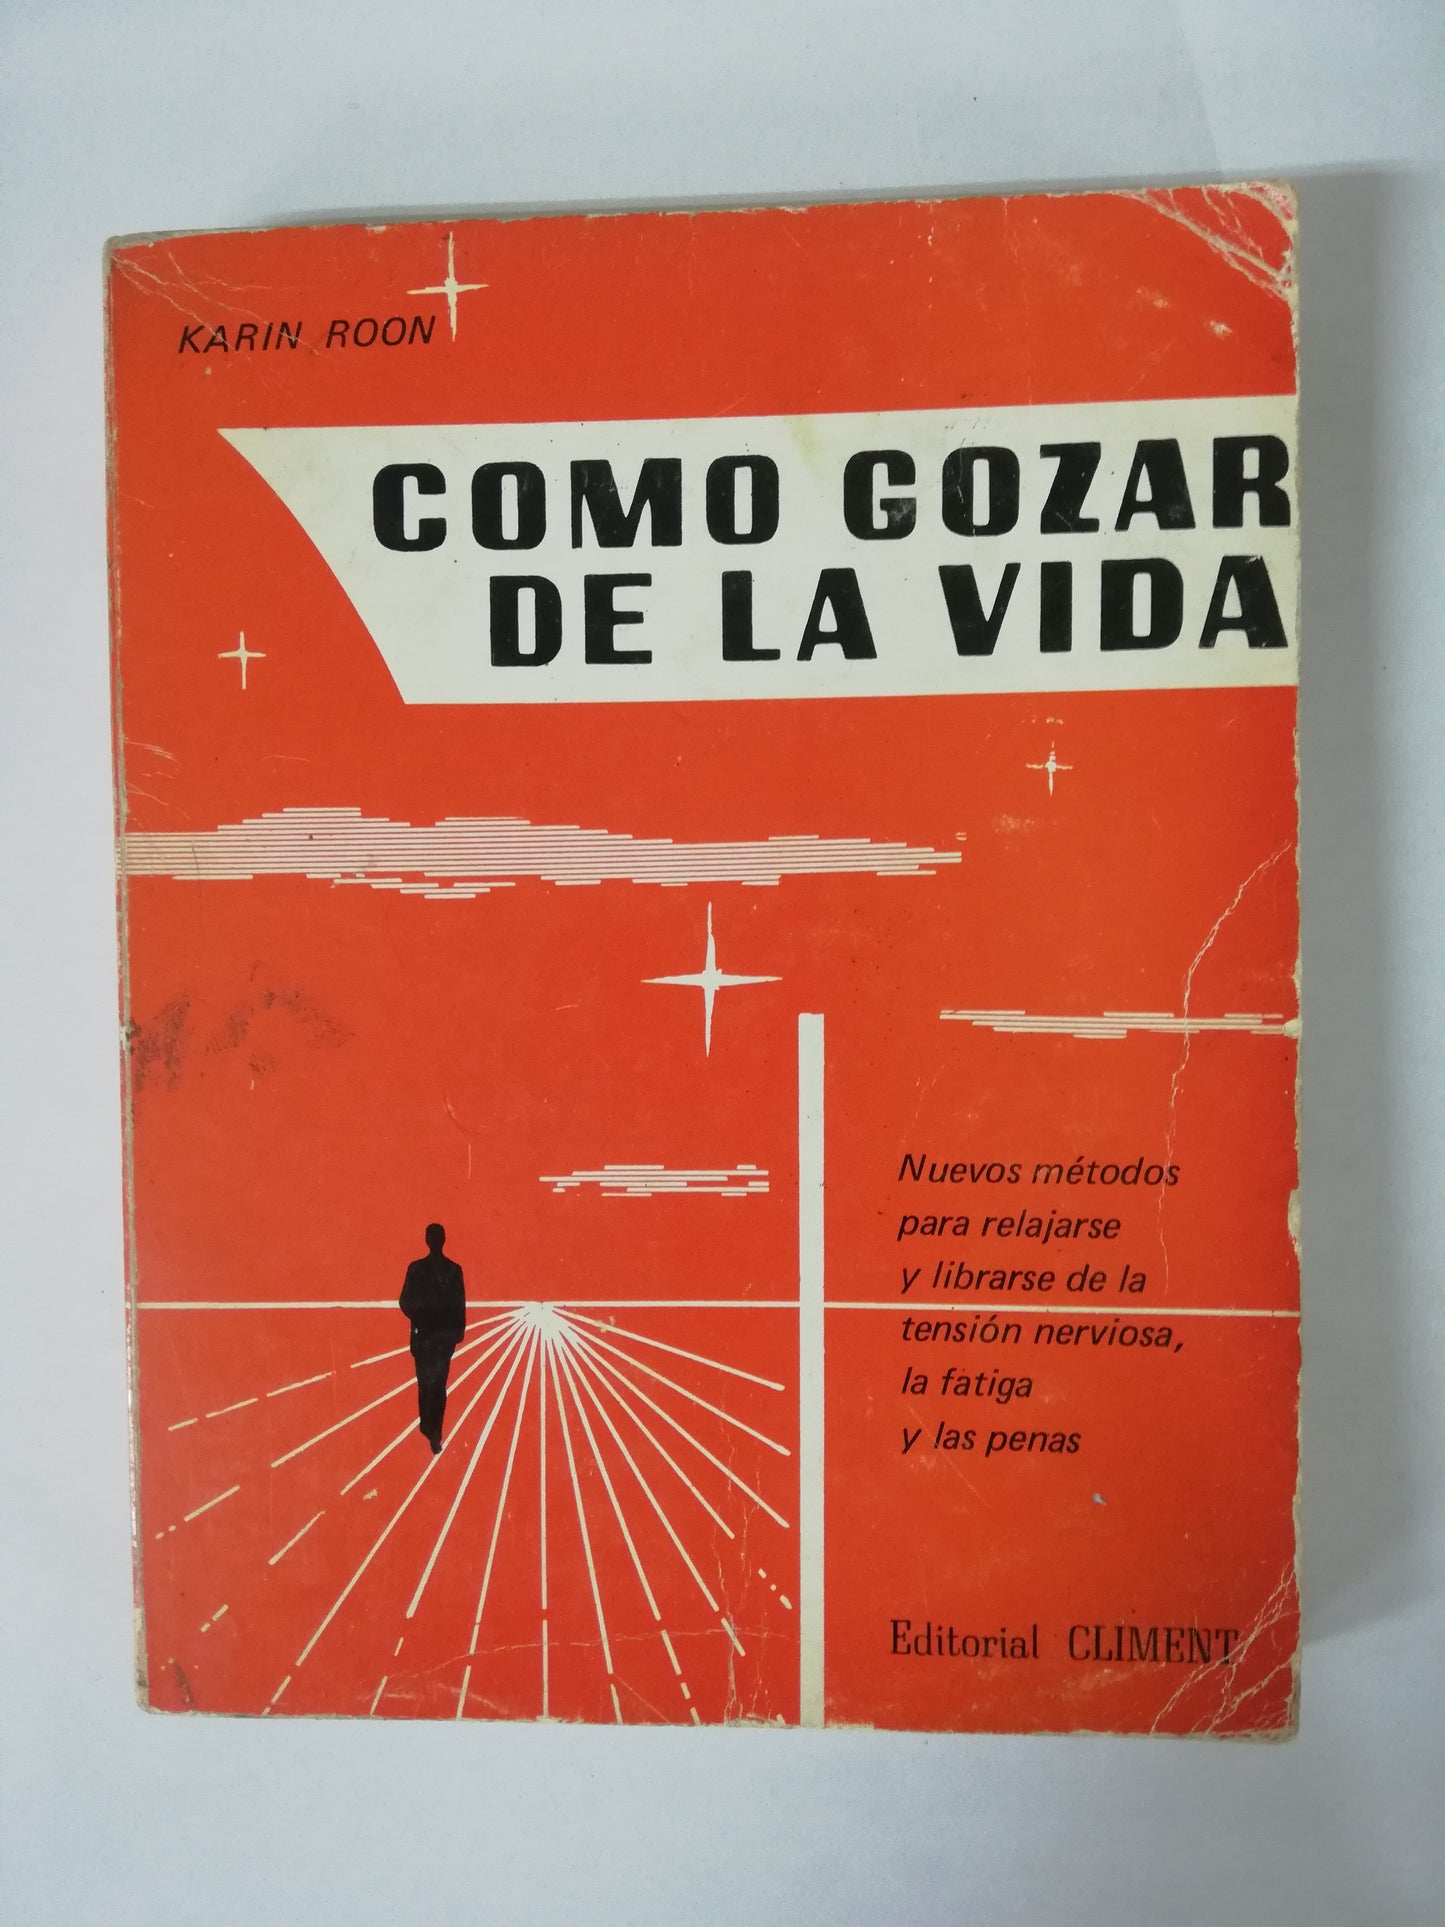 KARIN ROON
COMO GOZAR
DE LA VIDA
Nuevos métodos
para relajarse
y librarse de la
tensión nerviosa,
la fatiga
y las penas
Editorial CLIMENT